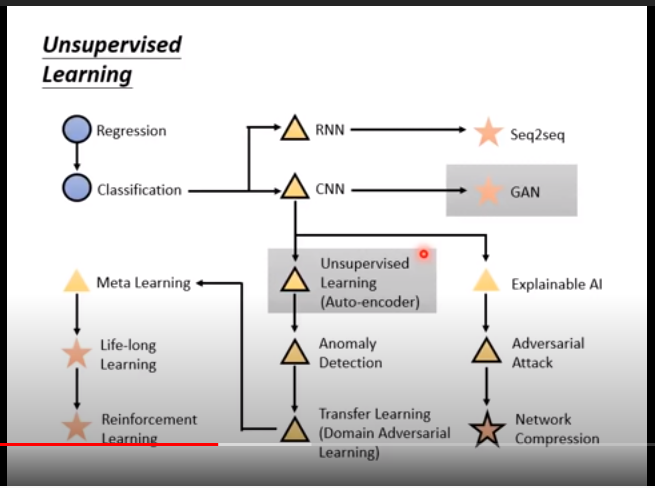 Unsupervised
Learning
Regression
RNN
Seq2seq
Classification
CNN
GAN
Meta Learning
Unsupervised
Learning
(Auto-encoder)
Explainable AI
Life-long
Learning
Anomaly
Detection
Adversarial
Attack
Reinforcement
Learning
Transfer Learning
(Domain Adversarial
Learning)
Network
Compression